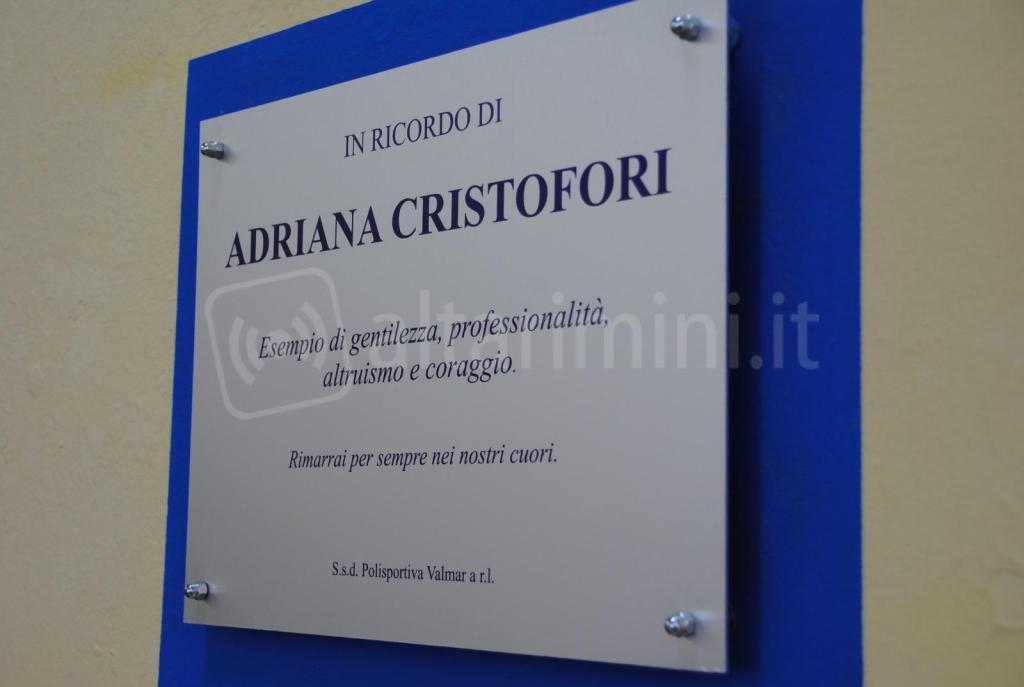 IN RICORDO DI
ADRIANA CRISTOFORI
altarimini.it
Esempio di gentilezza, professionalità,
altruismo e coraggio.
Rimarrai per sempre nei nostri cuori.
S.s.d. Polisportiva Valmar a r.l.